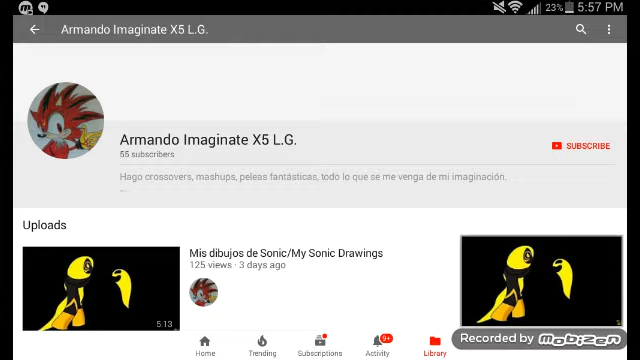 23% 5:57 PM
Armando Imaginate X5 L.G.
Armando Imaginate X5 L.G.
55 subscribers
SUBSCRIBE
Hago crossovers, mashups, peleas fantásticas, todo lo que se me venga de mi imaginación.
...
Uploads
Mis dibujos de Sonic/My Sonic Drawings
125 views · 3 days ago
5:13
Recorded by Mobizen
9+
Home Trending Subscriptions Activity Library